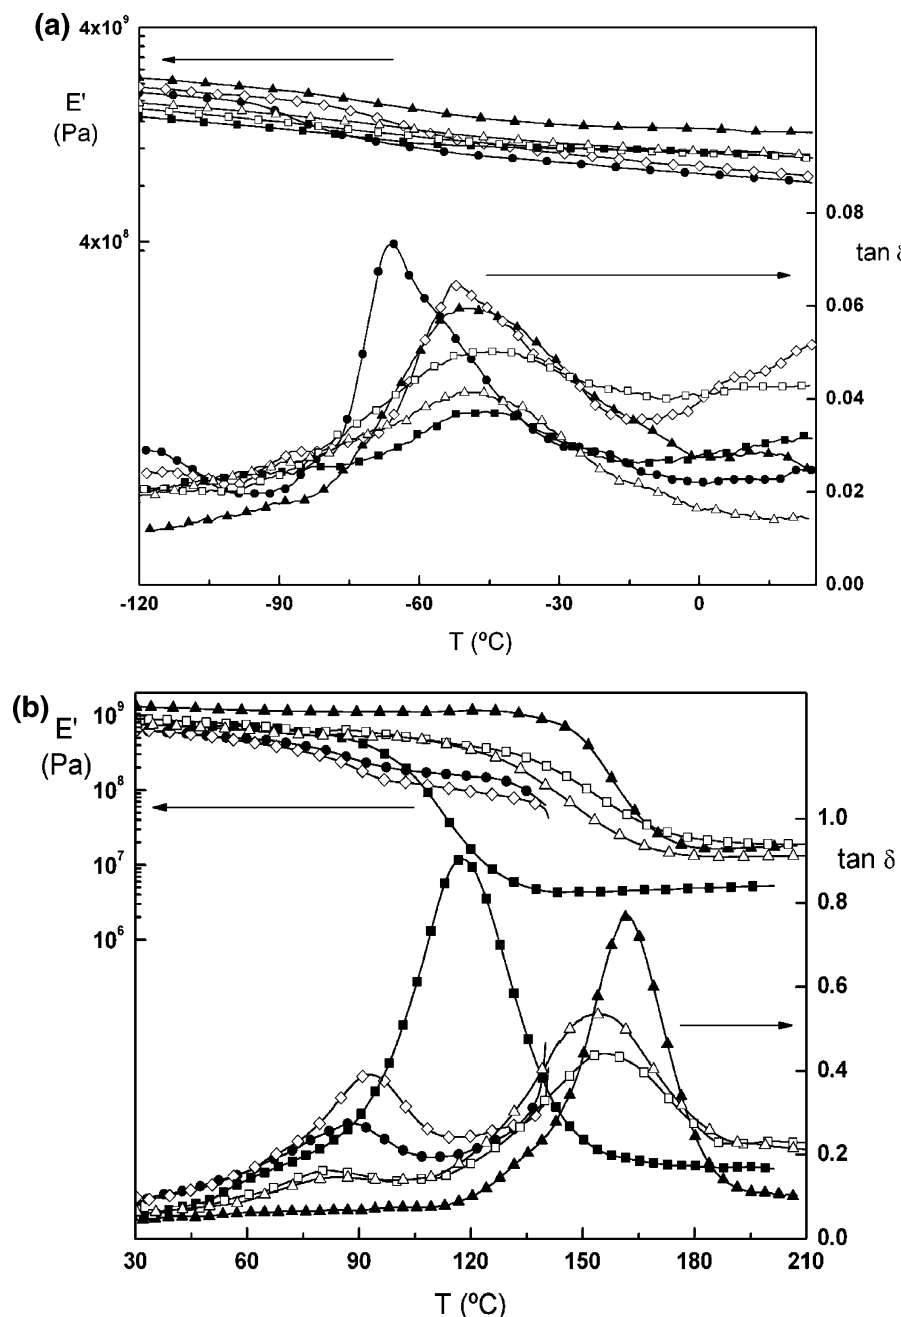 (a)
4x10⁹
E'
(Pa)
4x10⁸
0.08
tan δ
0.06
0.04
0.02
0.00
-120 -90 -60 -30 0
T (ºC)
(b)
10⁹
E'
(Pa)
10⁸
10⁷
10⁶
1.0
tan δ
0.8
0.6
0.4
0.2
0.0
30 60 90 120 150 180 210
T (ºC)